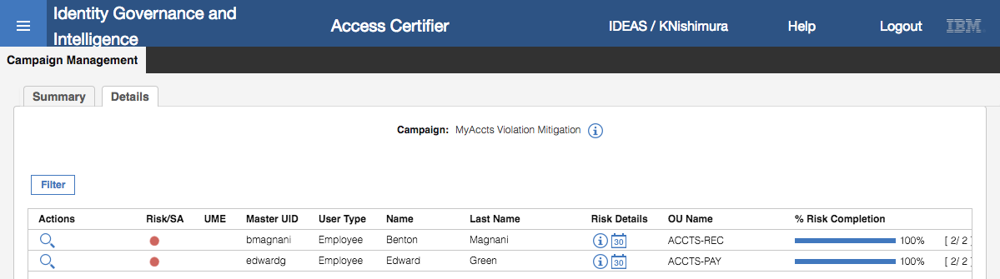 Identity Governance and
Intelligence
Access Certifier
IDEAS / KNishimura
Help
Logout
IBM
Campaign Management
Summary
Details
Campaign: MyAccts Violation Mitigation
Filter
Actions Risk/SA UME Master UID User Type Name Last Name Risk Details OU Name % Risk Completion
bmagnani Employee Benton Magnani 30 ACCTS-REC 100% [ 2/ 2 ]
edwardg Employee Edward Green 30 ACCTS-PAY 100% [ 2/ 2 ]